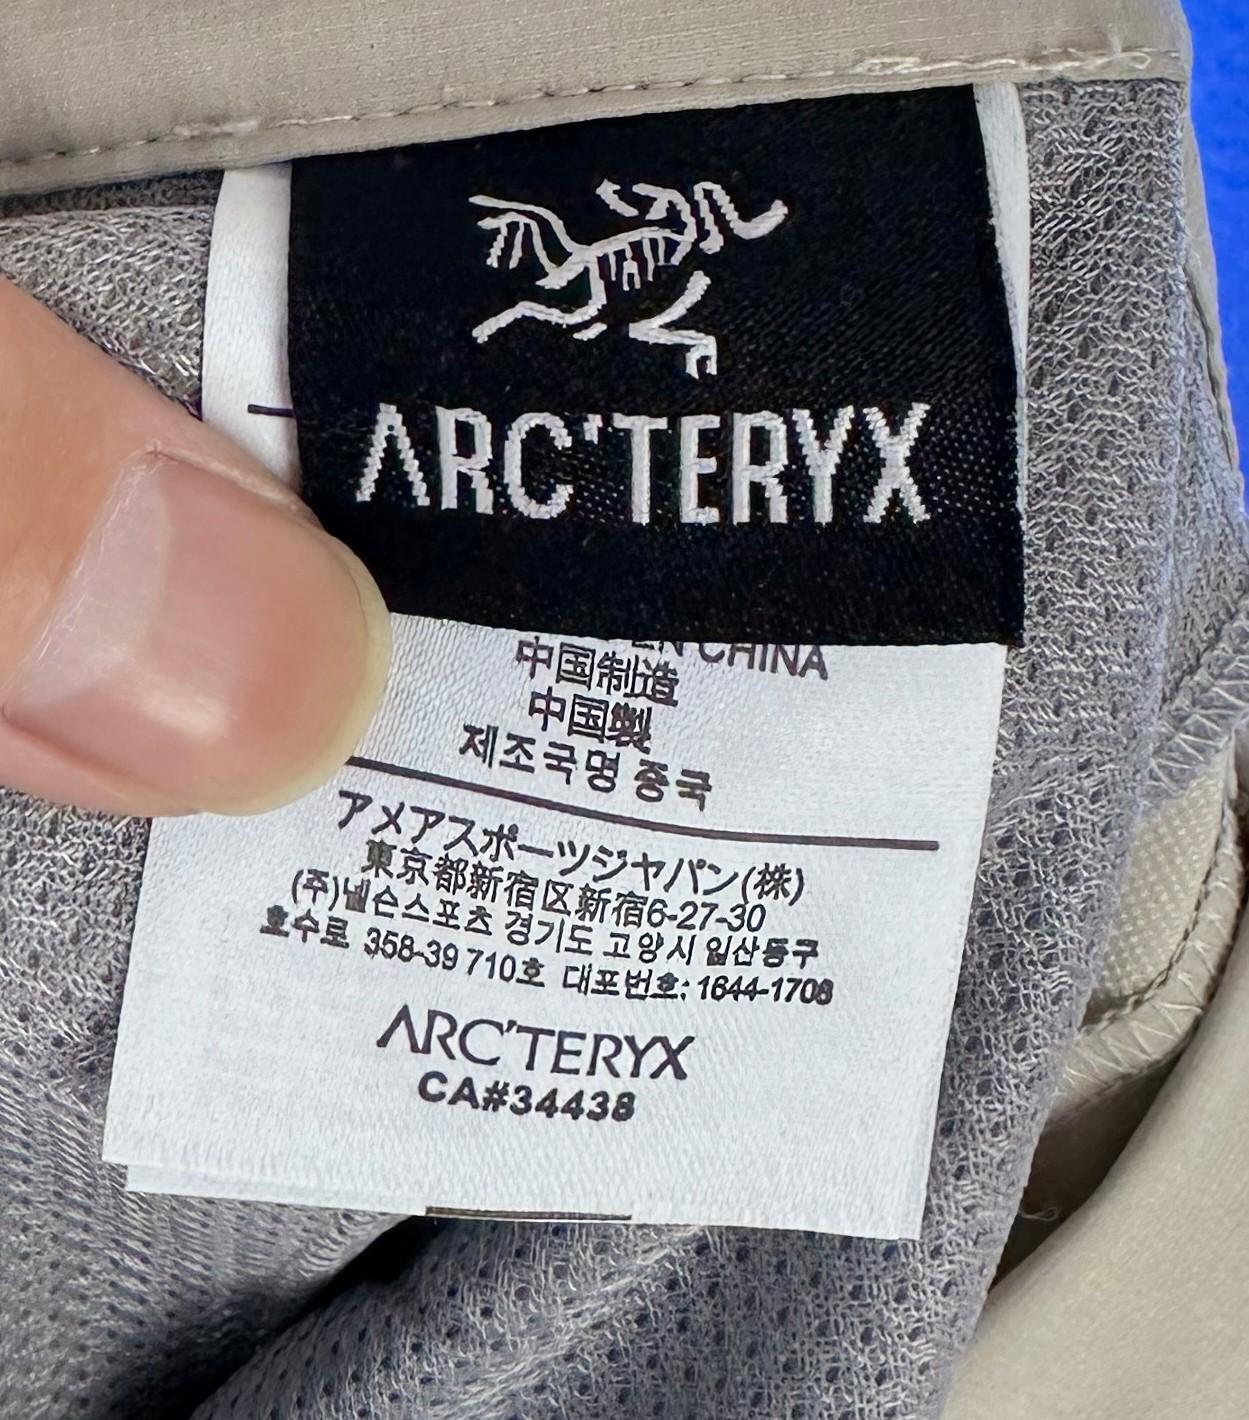 ARC'TERYX
EN CHINA
中国制造
中国製
제조국명 중국
アメアスポーツジャパン(株)
東京都新宿区新宿6-27-30
(주)넬슨스포츠 경기도 고양시 일산동구
호수로 358-39 710호 대표번호: 1644-1708
ARC'TERYX
CA#34438